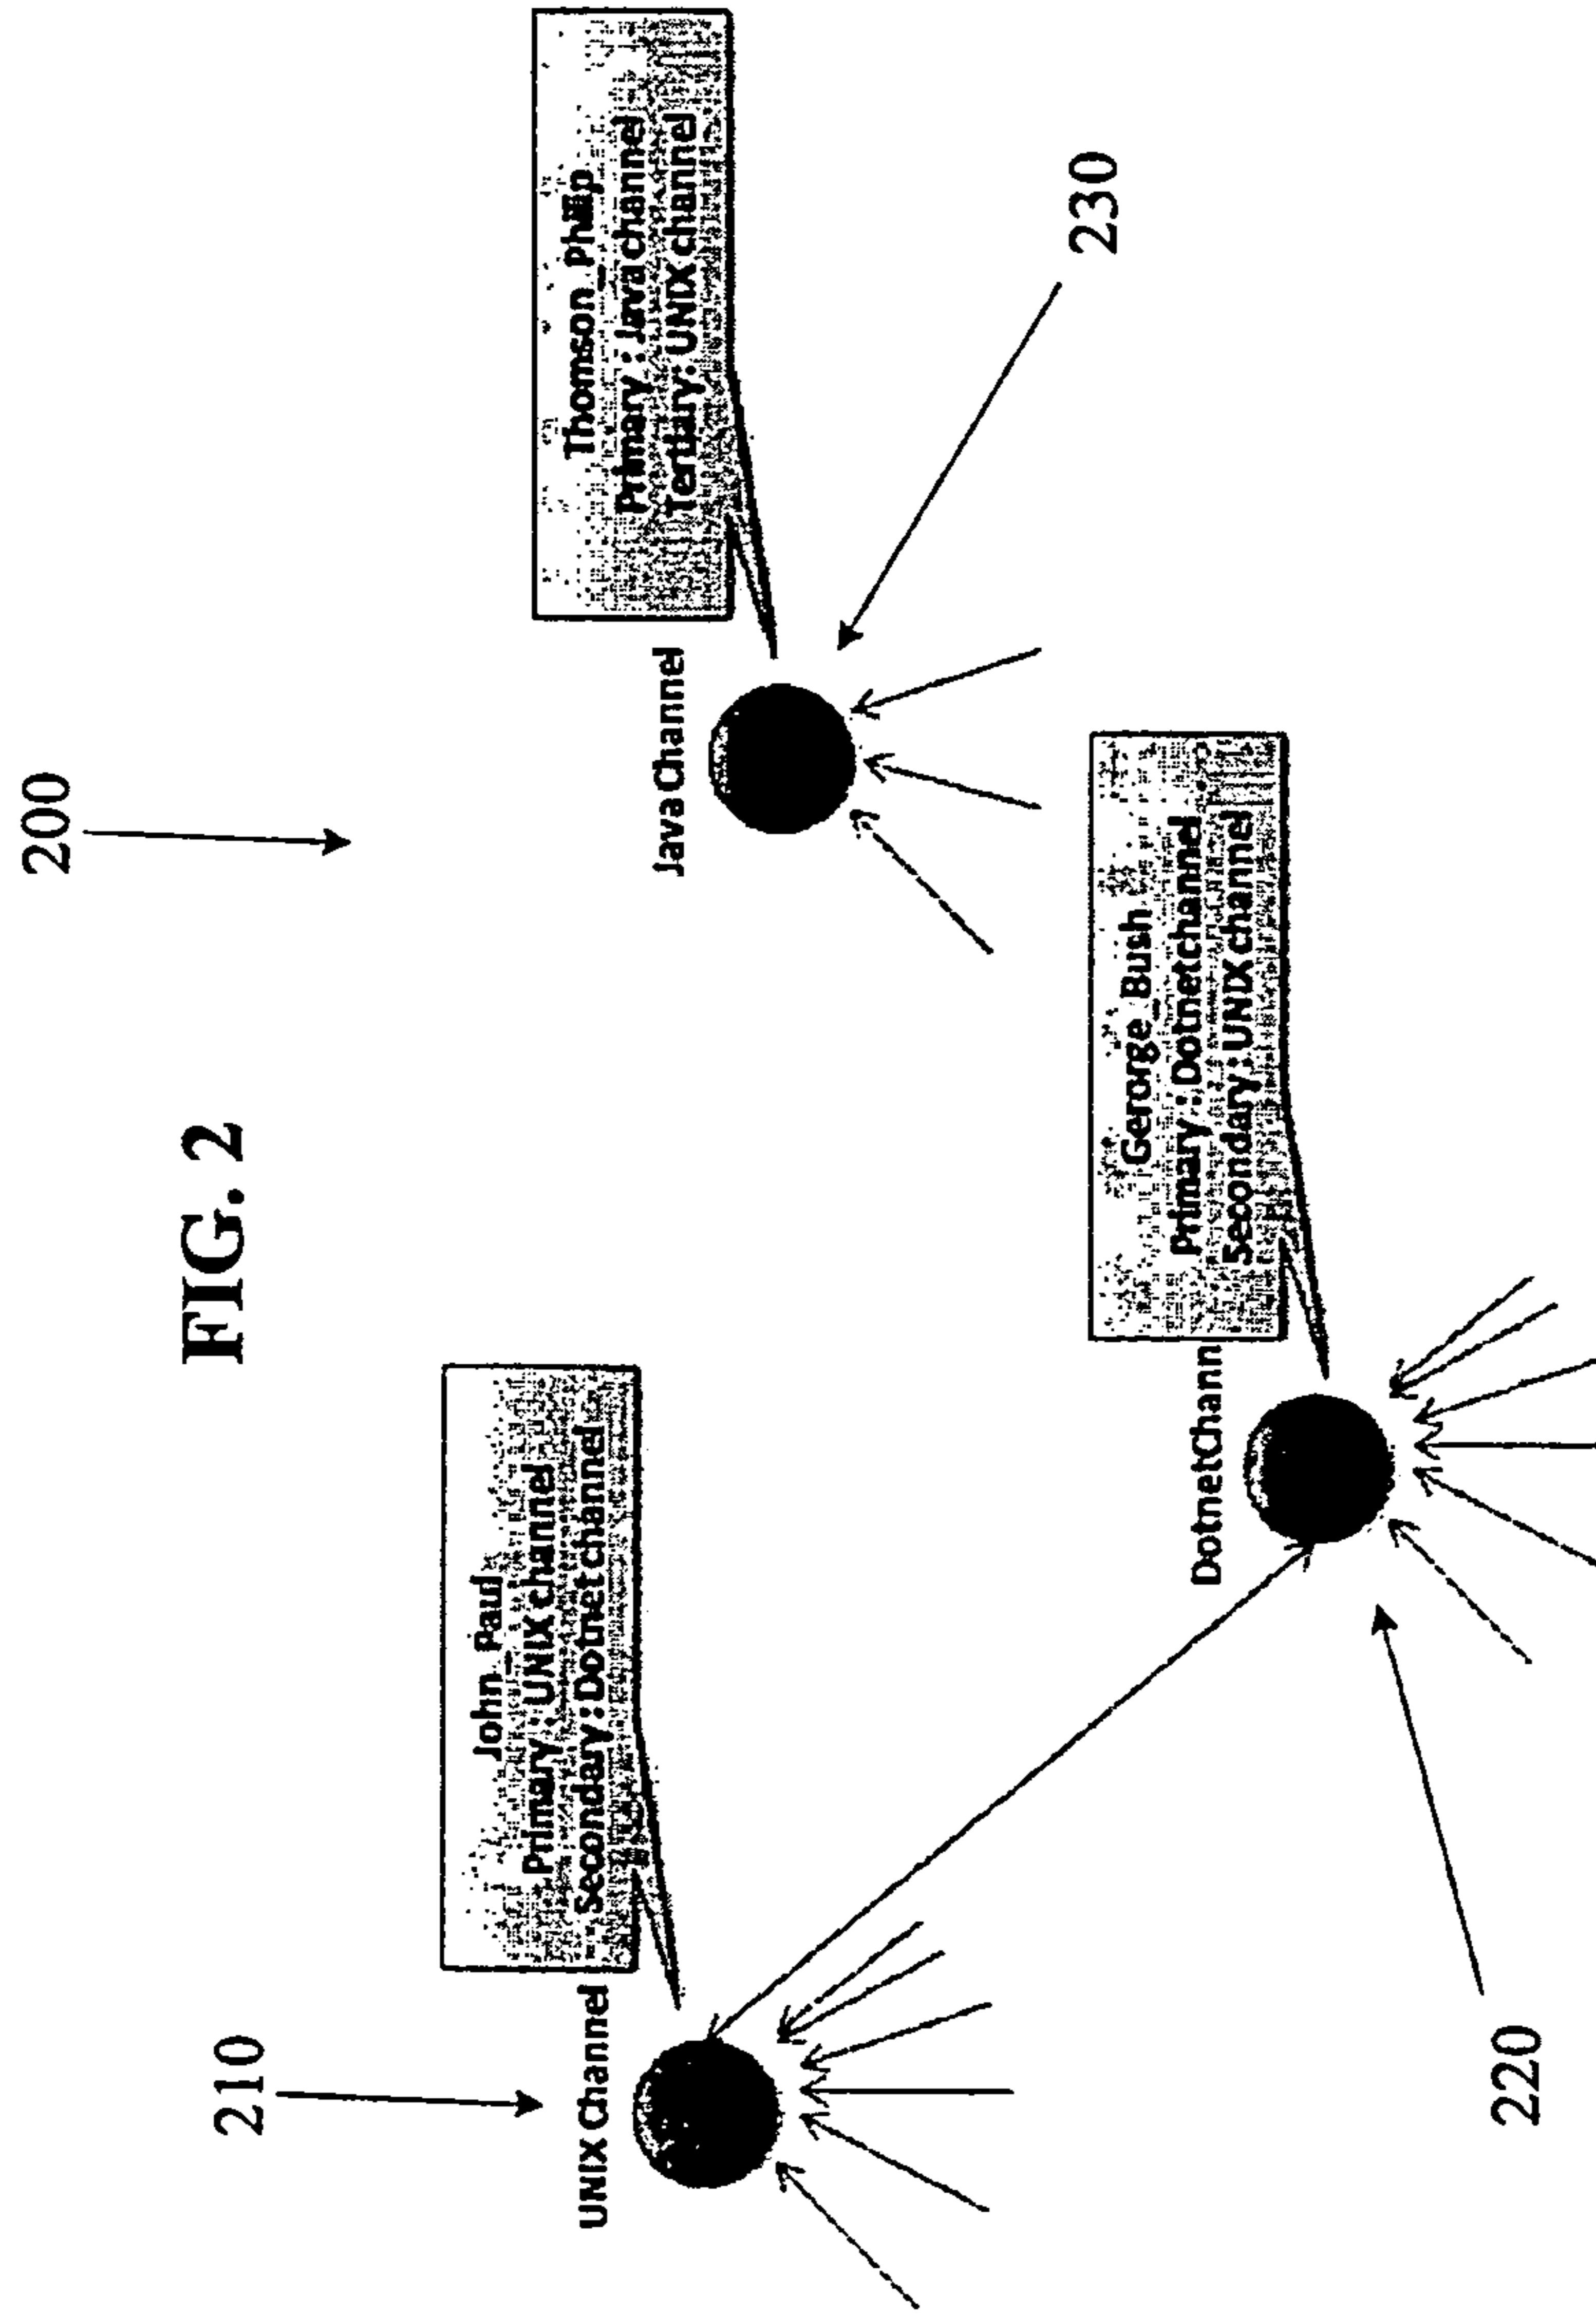 FIG. 2
200
210
UNIX Channel
John_Paul
Primary : UNIX channel
Secondary : Dotnet channel
Java Channel
Thomson_Phillip
Primary : Java channel
Tertiary: UNIX channel
230
DotnetChann
Gerorge_Bush
Primary : Dotnetchannel
Secondary : UNIX channel
220